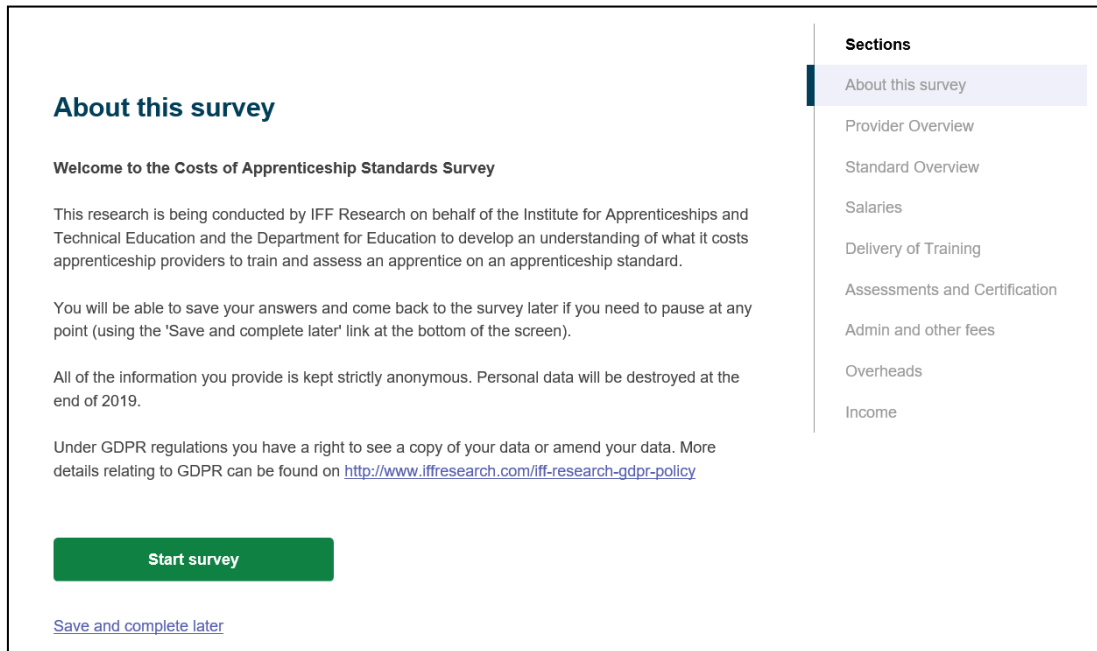 About this survey
Welcome to the Costs of Apprenticeship Standards Survey
This research is being conducted by IFF Research on behalf of the Institute for Apprenticeships and
Technical Education and the Department for Education to develop an understanding of what it costs
apprenticeship providers to train and assess an apprentice on an apprenticeship standard.
You will be able to save your answers and come back to the survey later if you need to pause at any
point (using the 'Save and complete later' link at the bottom of the screen).
All of the information you provide is kept strictly anonymous. Personal data will be destroyed at the
end of 2019.
Under GDPR regulations you have a right to see a copy of your data or amend your data. More
details relating to GDPR can be found on http://www.iffresearch.com/iff-research-gdpr-policy
Start survey
Save and complete later
Sections
About this survey
Provider Overview
Standard Overview
Salaries
Delivery of Training
Assessments and Certification
Admin and other fees
Overheads
Income